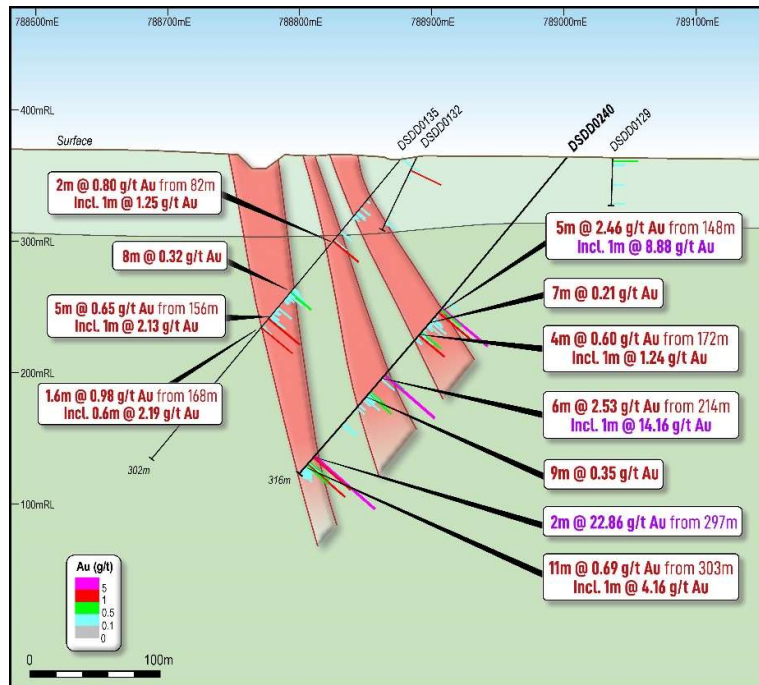 788600mE
788700mE
788800mE
788900mE
789000mE
789100mE
400mRL
Surface
DSDD0135
DSDD0132
DSDD0240
DSDD0129
2m @ 0.80 g/t Au from 82m
Incl. 1m @ 1.25 g/t Au
300mRL
8m @ 0.32 g/t Au
5m @ 0.65 g/t Au from 156m
Incl. 1m @ 2.13 g/t Au
1.6m @ 0.98 g/t Au from 168m
Incl. 0.6m @ 2.19 g/t Au
5m @ 2.46 g/t Au from 148m
Incl. 1m @ 8.88 g/t Au
7m @ 0.21 g/t Au
4m @ 0.60 g/t Au from 172m
Incl. 1m @ 1.24 g/t Au
200mRL
6m @ 2.53 g/t Au from 214m
Incl. 1m @ 14.16 g/t Au
9m @ 0.35 g/t Au
302m
316m
100mRL
2m @ 22.86 g/t Au from 297m
11m @ 0.69 g/t Au from 303m
Incl. 1m @ 4.16 g/t Au
Au (g/t)
5
1
0.5
0.1
0
0
100m